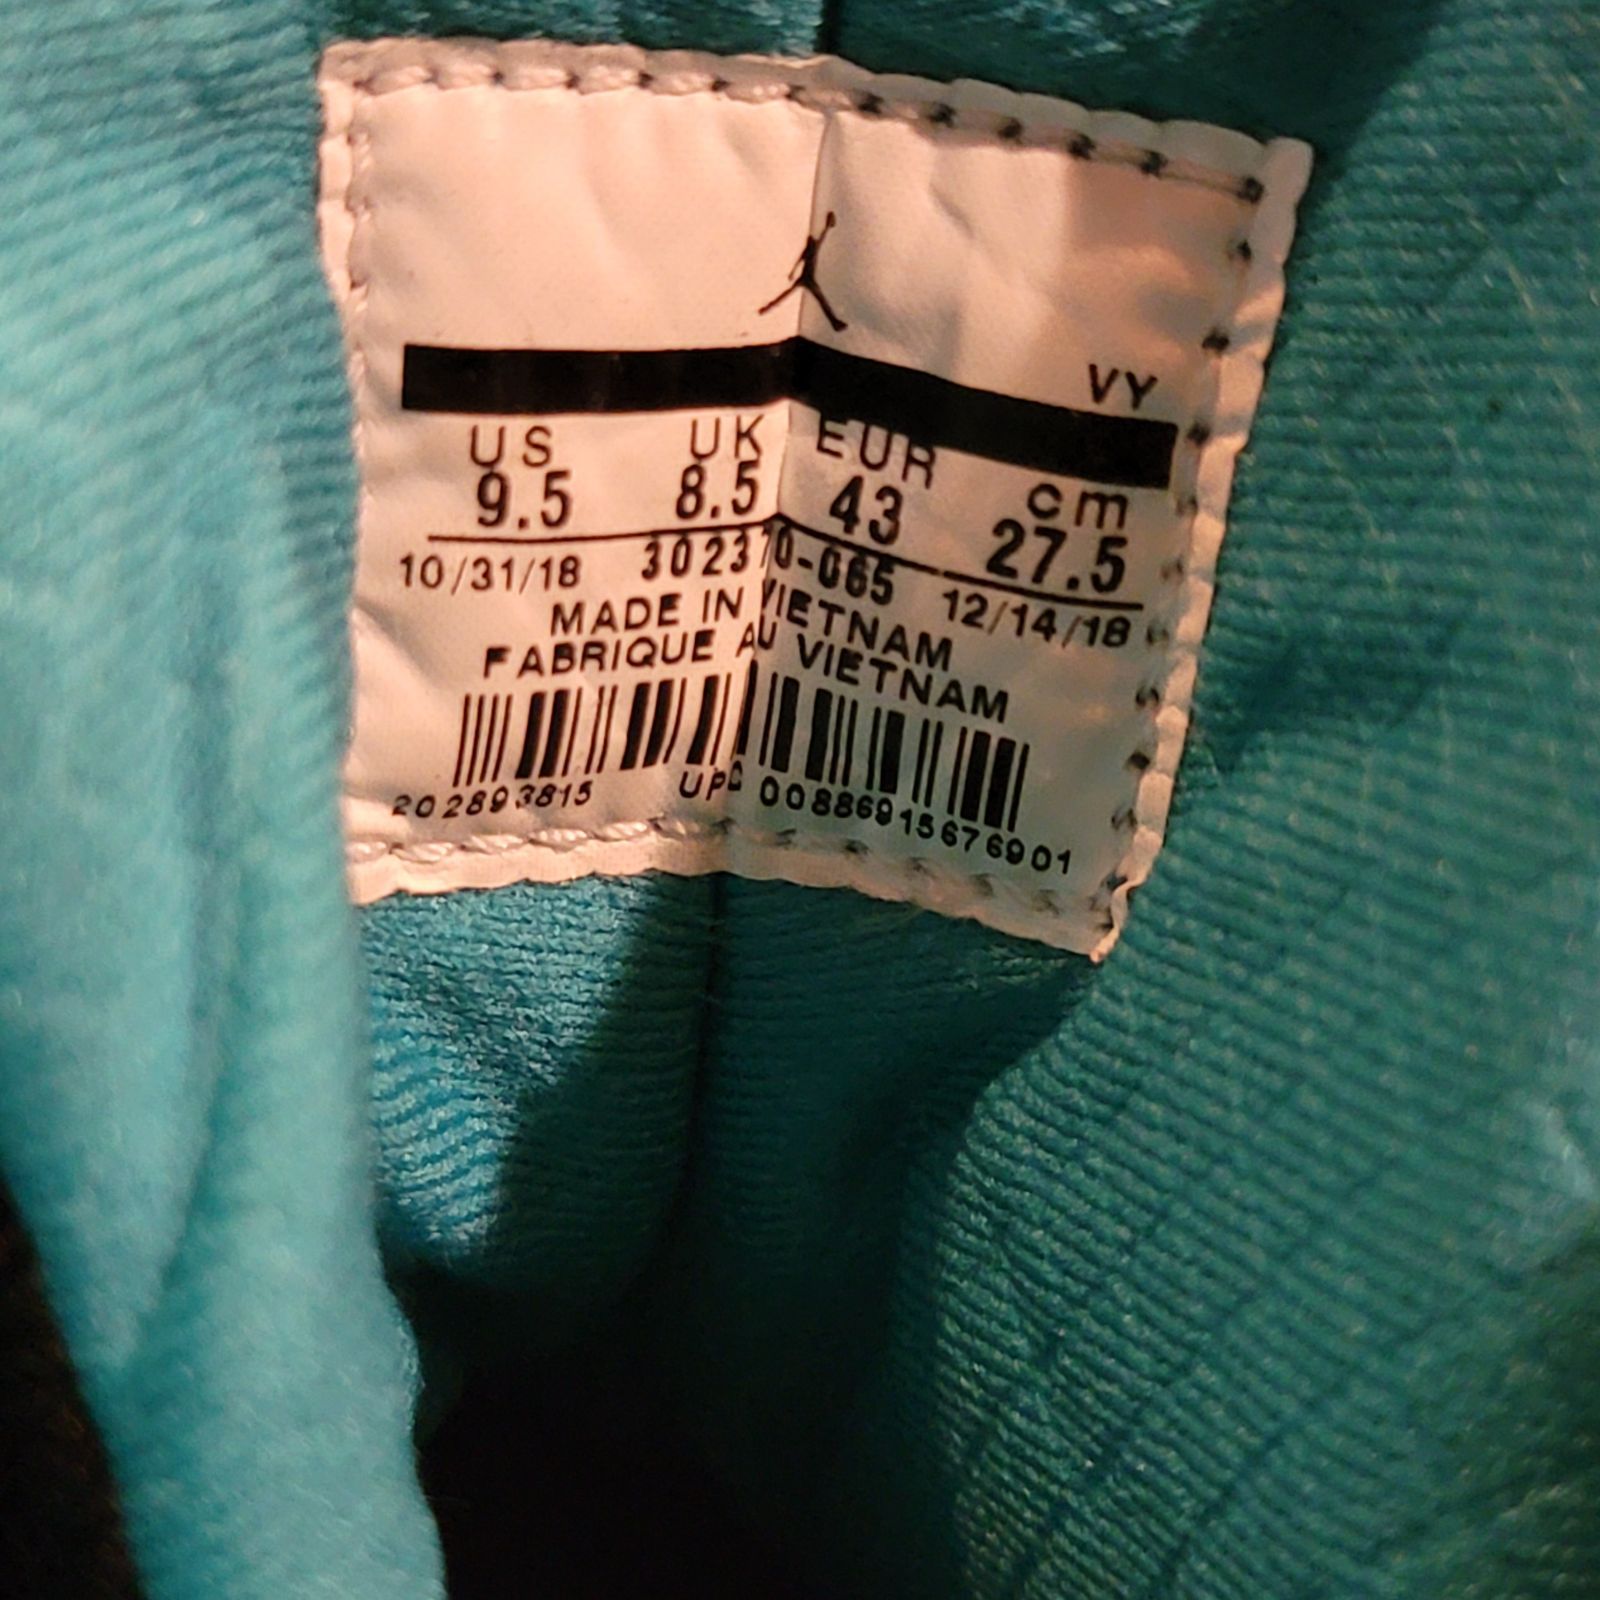 VY
US UK EUR cm
9.5 8.5 43 27.5
10/31/18 302370-065 12/14/18
MADE IN VIETNAM
FABRIQUE AU VIETNAM
202893815 UPC 00886915676901